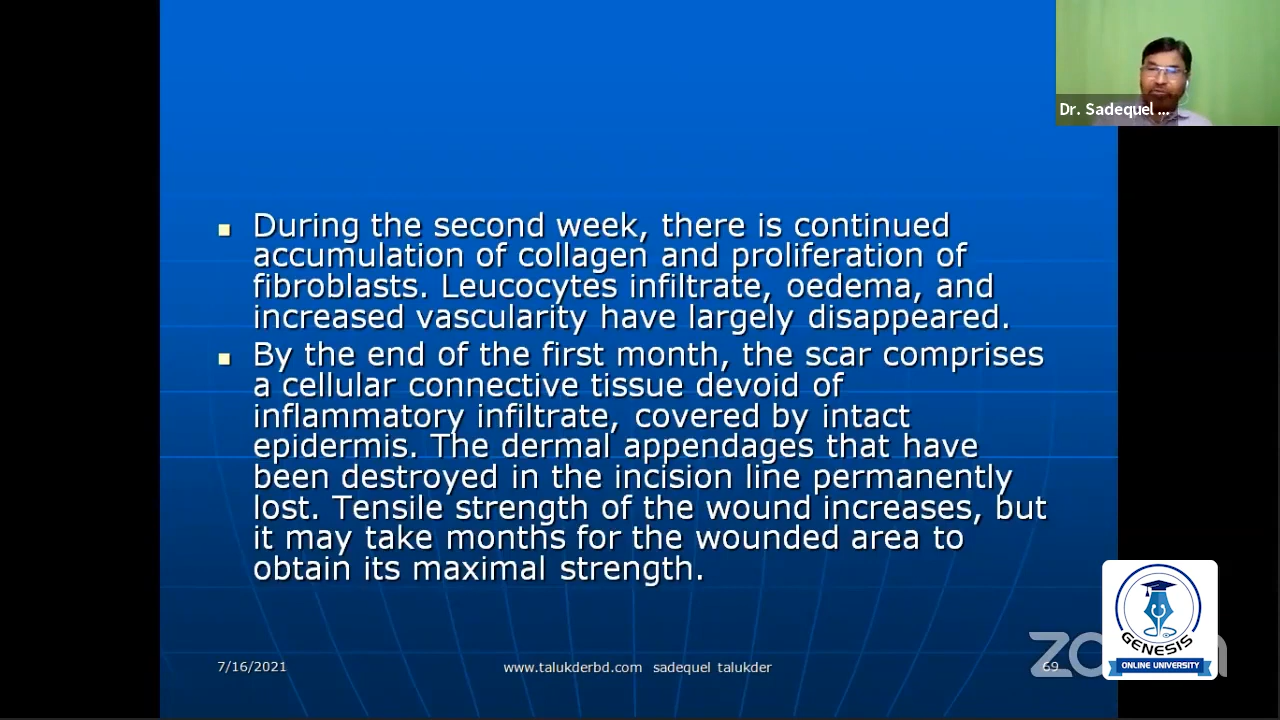 Dr. Sadequel ...
During the second week, there is continued
accumulation of collagen and proliferation of
fibroblasts. Leucocytes infiltrate, oedema, and
increased vascularity have largely disappeared.
By the end of the first month, the scar comprises
a cellular connective tissue devoid of
inflammatory infiltrate, covered by intact
epidermis. The dermal appendages that have
been destroyed in the incision line permanently
lost. Tensile strength of the wound increases, but
it may take months for the wounded area to
obtain its maximal strength.
7/16/2021
www.talukderbd.com sadequel talukder
69
GENESIS
ONLINE UNIVERSITY